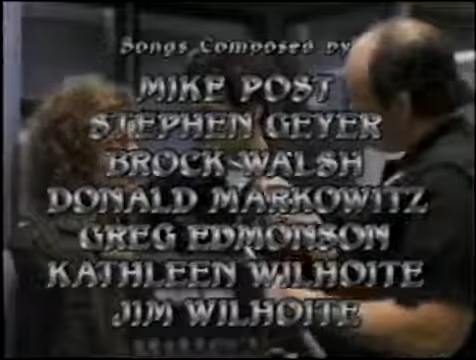 Songs Composed by
MIKE POST
STEPHEN GEYER
BROCK WALSH
DONALD MARKOWITZ
GREG EDMONSON
KATHLEEN WILHOITE
JIM WILHOITE